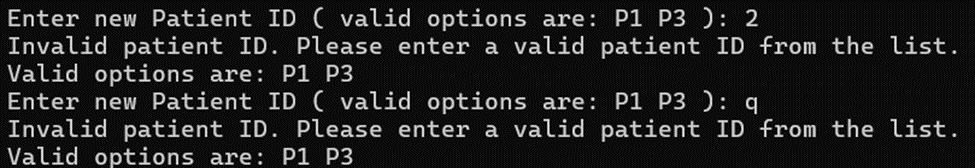 Enter new Patient ID ( valid options are: P1 P3 ): 2
Invalid patient ID. Please enter a valid patient ID from the list.
Valid options are: P1 P3
Enter new Patient ID ( valid options are: P1 P3 ): q
Invalid patient ID. Please enter a valid patient ID from the list.
Valid options are: P1 P3